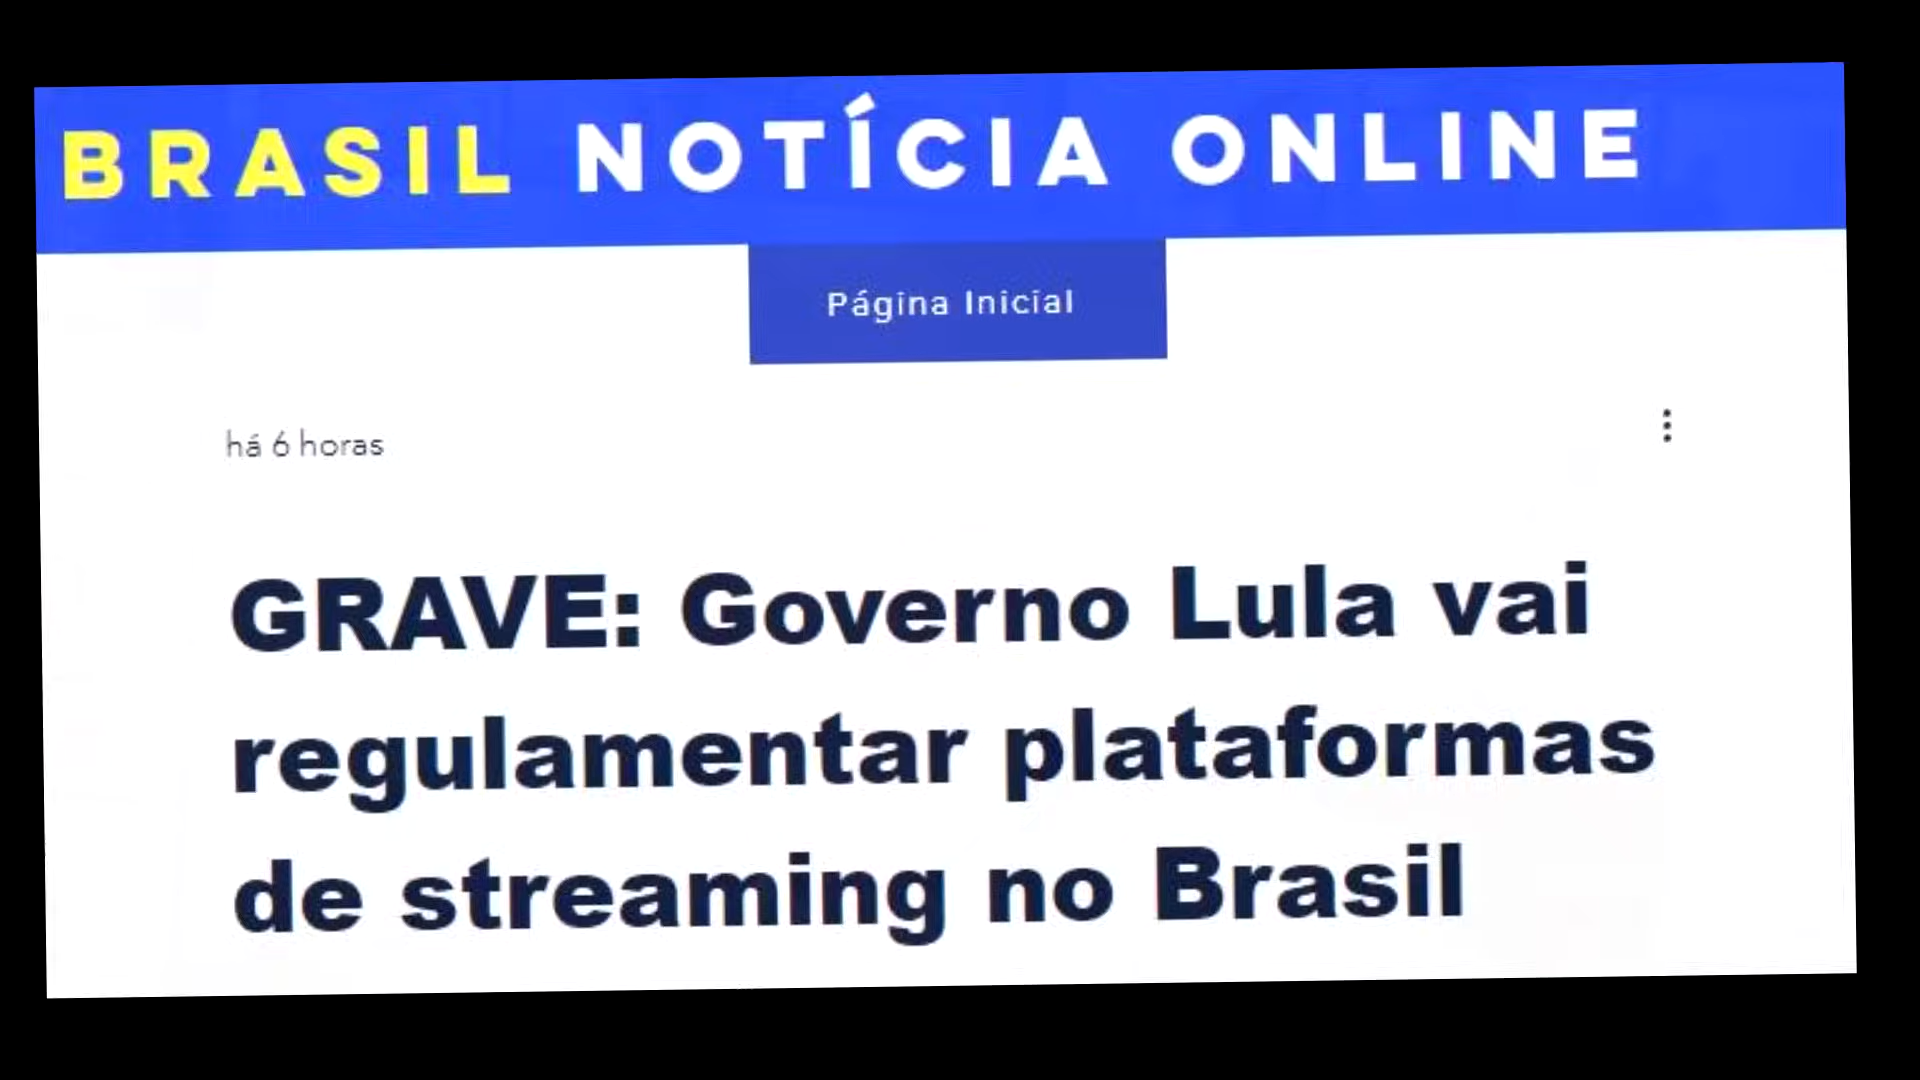 BRASIL NOTÍCIA ONLINE
Página Inicial
há 6 horas
GRAVE: Governo Lula vai
regulamentar plataformas
de streaming no Brasil